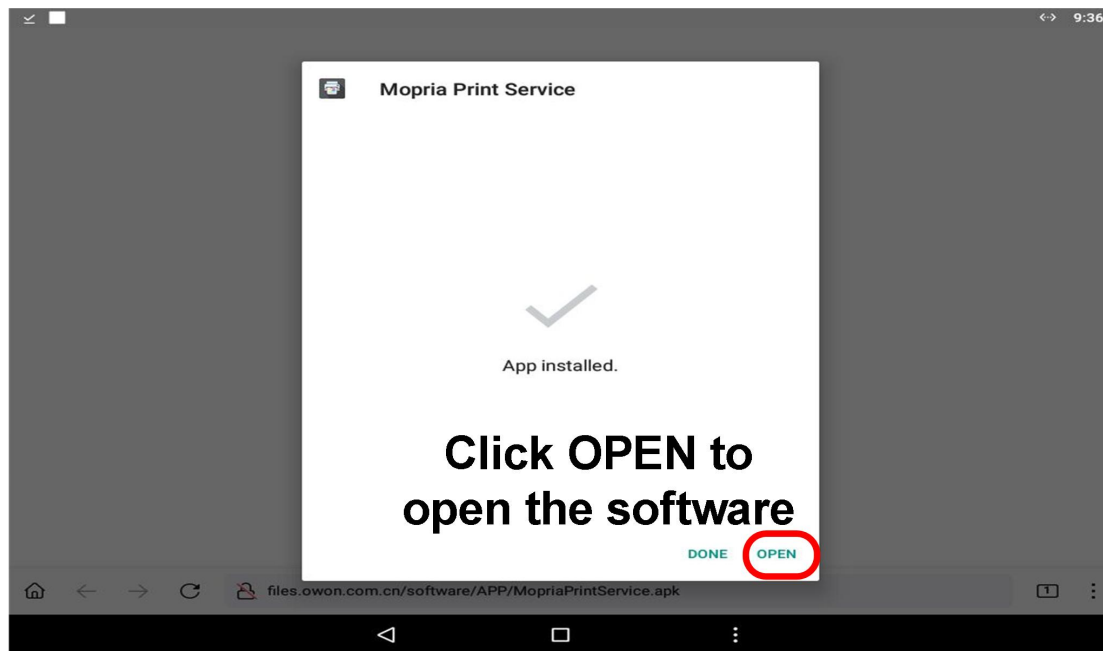 9:36
Mopria Print Service
App installed.
Click OPEN to
open the software
DONE OPEN
files.owon.com.cn/software/APP/MopriaPrintService.apk
1